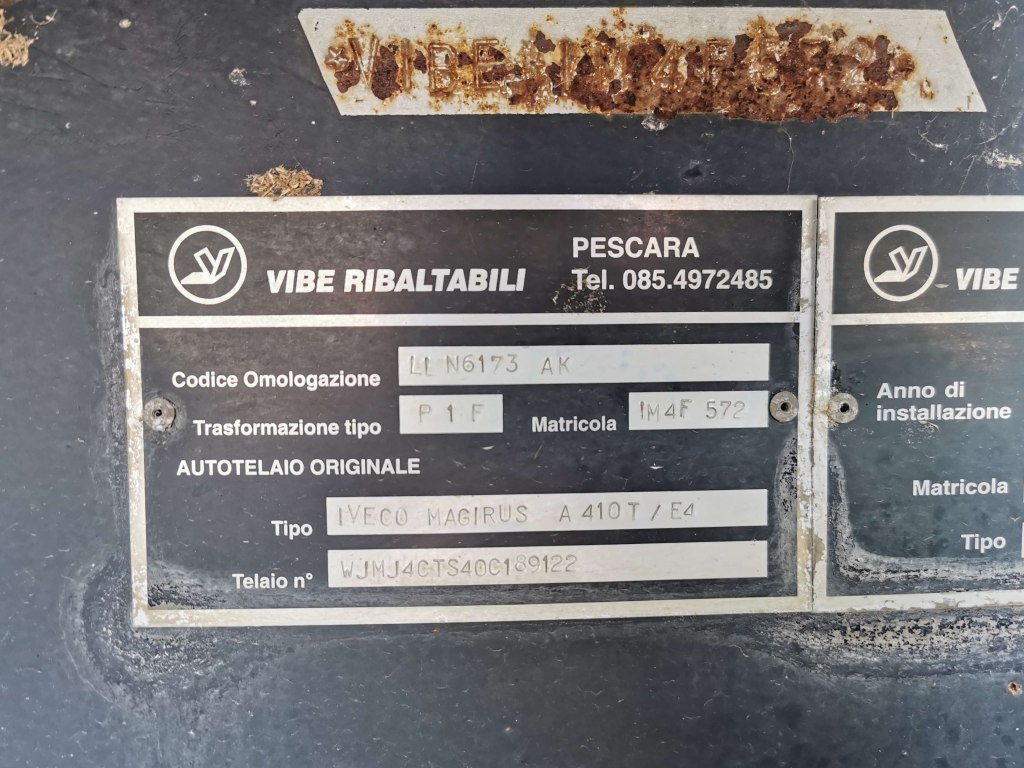 VIBE
VIBE RIBALTABILI
PESCARA
Tel. 085.4972485
Codice Omologazione LL N6173 AK
Trasformazione tipo P 1 F Matricola IM4F 572
AUTOTELAIO ORIGINALE
Tipo IVECO MAGIRUS A 410T / E4
Telaio n° WJMJ4CTS40C189122
VIBE
Anno di
installazione
Matricola
Tipo